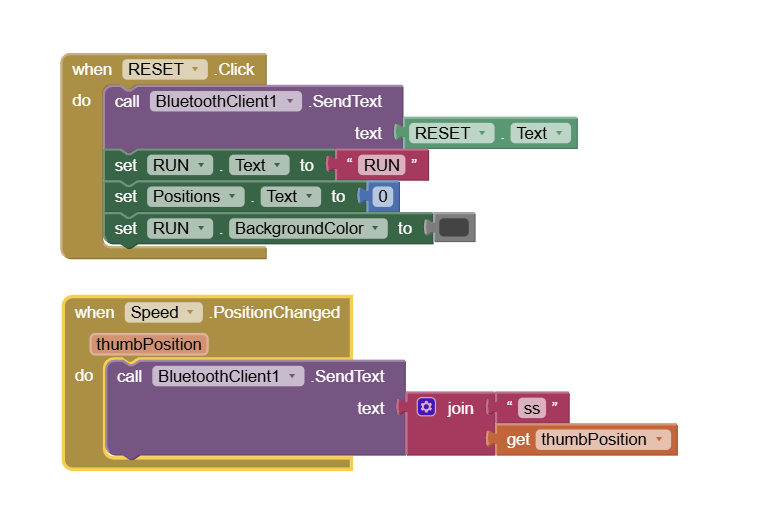 when RESET .Click
do call BluetoothClient1 .SendText
text RESET . Text
set RUN . Text to “ RUN ”
set Positions . Text to 0
set RUN . BackgroundColor to
when Speed .PositionChanged
thumbPosition
do call BluetoothClient1 .SendText
text join “ ss ”
get thumbPosition